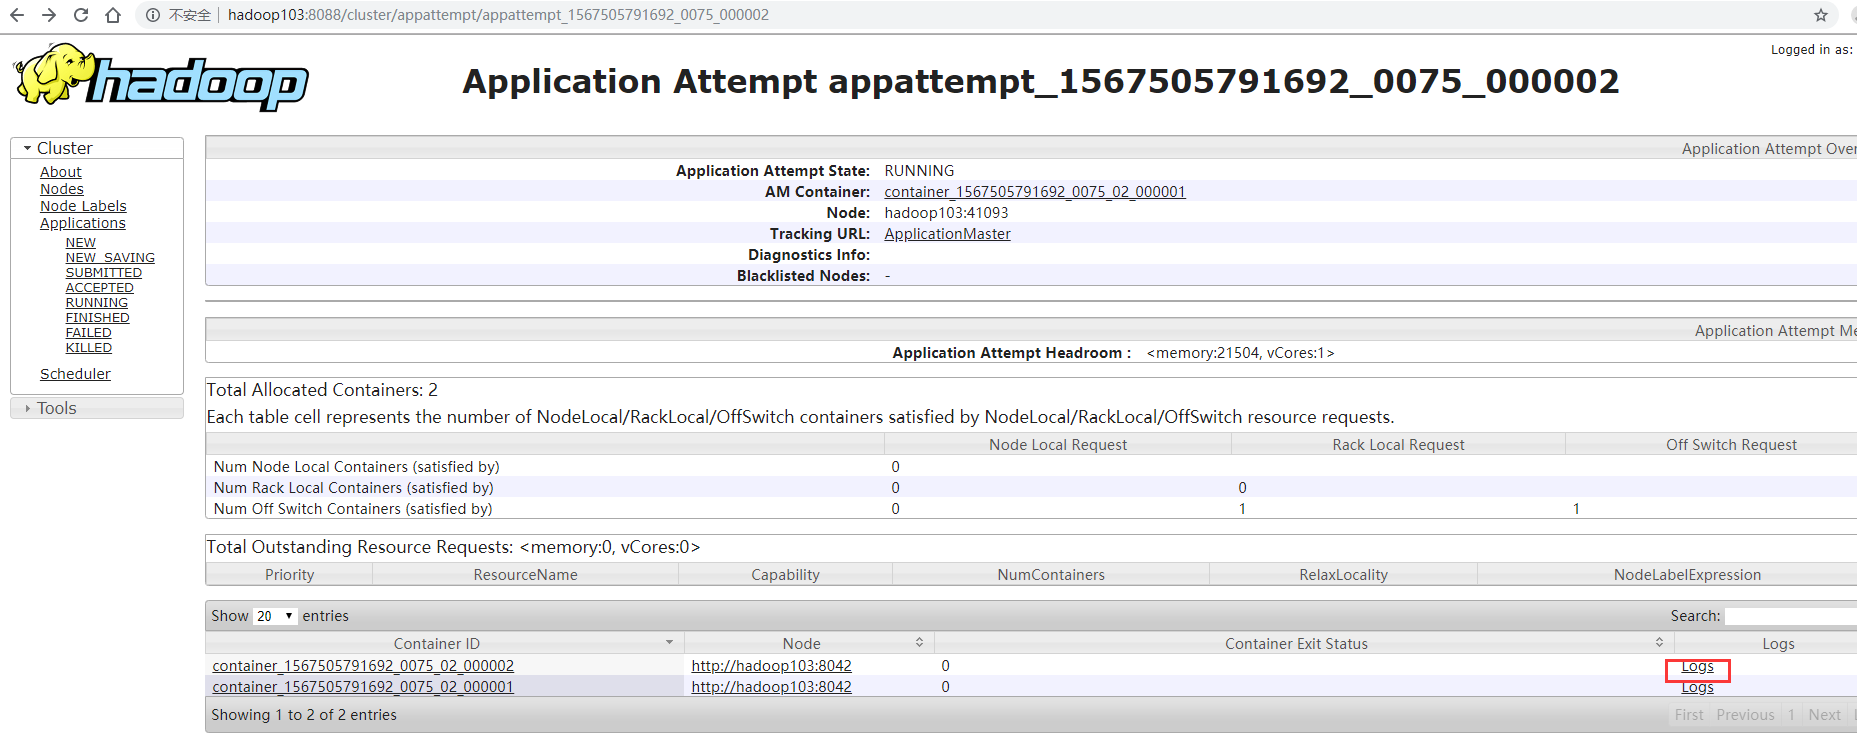 不安全 hadoop103:8088/cluster/appattempt/appattempt_1567505791692_0075_000002
Logged in as:
hadoop
Application Attempt appattempt_1567505791692_0075_000002
Cluster
About
Nodes
Node Labels
Applications
NEW
NEW_SAVING
SUBMITTED
ACCEPTED
RUNNING
FINISHED
FAILED
KILLED
Scheduler
Tools
Application Attempt Over
Application Attempt State: RUNNING
AM Container: container_1567505791692_0075_02_000001
Node: hadoop103:41093
Tracking URL: ApplicationMaster
Diagnostics Info:
Blacklisted Nodes: -
Application Attempt Me
Application Attempt Headroom : <memory:21504, vCores:1>
Total Allocated Containers: 2
Each table cell represents the number of NodeLocal/RackLocal/OffSwitch containers satisfied by NodeLocal/RackLocal/OffSwitch resource requests.
Node Local Request Rack Local Request Off Switch Request
Num Node Local Containers (satisfied by) 0
Num Rack Local Containers (satisfied by) 0 0
Num Off Switch Containers (satisfied by) 0 1 1
Total Outstanding Resource Requests: <memory:0, vCores:0>
Priority ResourceName Capability NumContainers RelaxLocality NodeLabelExpression
Show 20 entries Search:
Container ID Node Container Exit Status Logs
container_1567505791692_0075_02_000002 http://hadoop103:8042 0 Logs
container_1567505791692_0075_02_000001 http://hadoop103:8042 0 Logs
Showing 1 to 2 of 2 entries First Previous 1 Next L